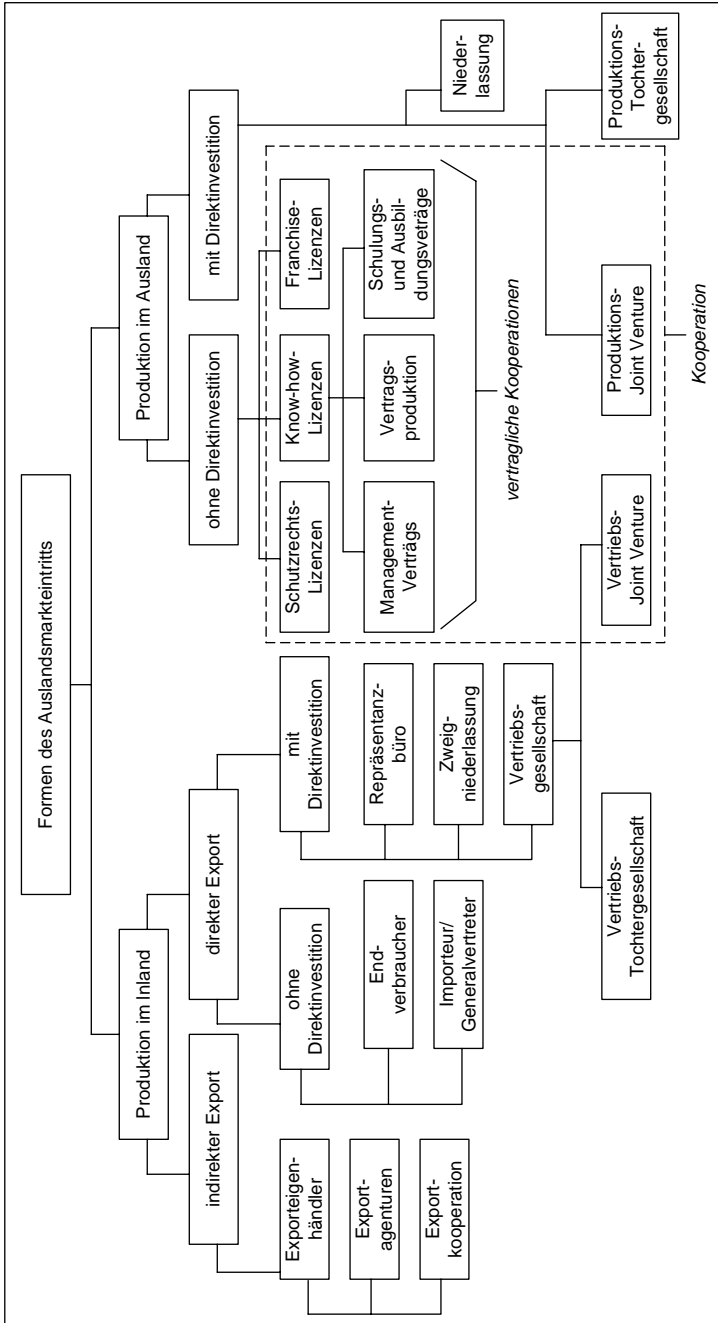 Formen des Auslandsmarkteintritts
Produktion im Inland
Produktion im Ausland
indirekter Export
direkter Export
ohne Direktinvestition
mit Direktinvestition
Exporteigen-
händler
Export-
agenturen
Export-
kooperation
ohne
Direktinvestition
End-
verbraucher
Importeur/
Generalvertreter
mit
Direktinvestition
Repräsentanz-
büro
Zweig-
niederlassung
Vertriebs-
gesellschaft
Schutzrechts-
Lizenzen
Know-how-
Lizenzen
Franchise-
Lizenzen
Management-
Verträgs
Vertrags-
produktion
Schulungs-
und Ausbil-
dungsveträge
vertragliche Kooperationen
Nieder-
lassung
Vertriebs-
Tochtergesellschaft
Vertriebs-
Joint Venture
Produktions-
Joint Venture
Produktions-
Tochter-
gesellschaft
Kooperation